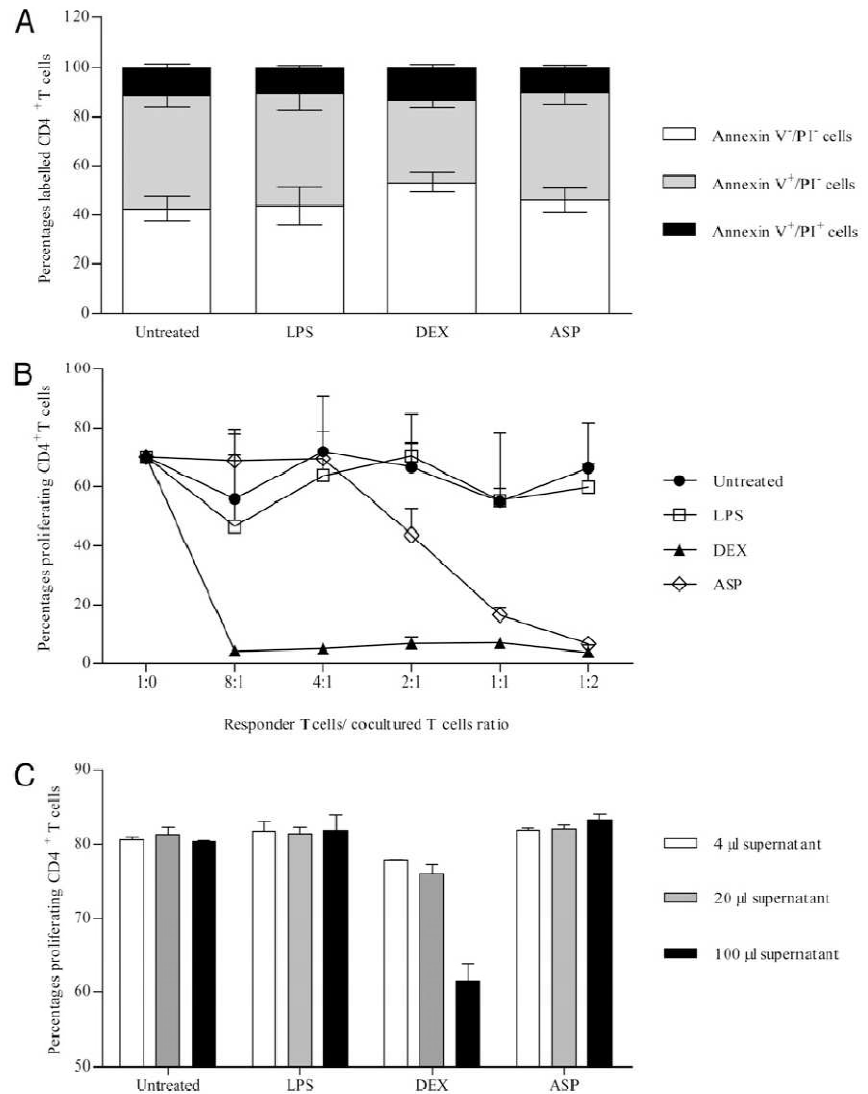 A
120
100
80
60
40
20
0
Percentages labelled CD4 + T cells
Untreated LPS DEX ASP
Annexin V-/PI- cells
Annexin V+/PI- cells
Annexin V+/PI+ cells
B
100
80
60
40
20
0
Percentages proliferating CD4+T cells
1:0 8:1 4:1 2:1 1:1 1:2
Responder Tcells/ cocultured T cells ratio
Untreated
LPS
DEX
ASP
C
90
80
70
60
50
Percentages proliferating CD4 + T cells
Untreated LPS DEX ASP
4 µl supernatant
20 µl supernatant
100 µl supernatant